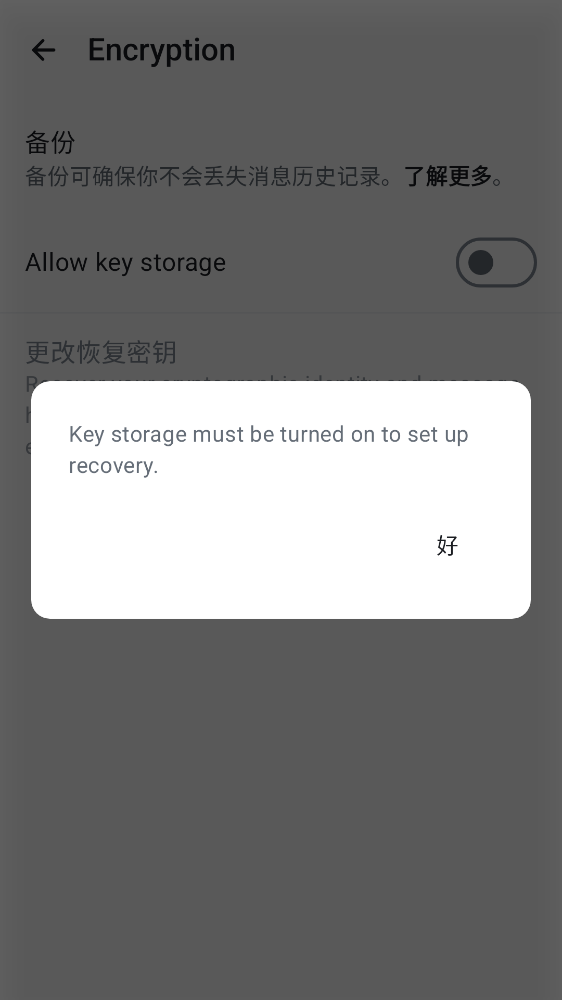 Encryption
备份
备份可确保你不会丢失消息历史记录。了解更多。
Allow key storage
更改恢复密钥
Key storage must be turned on to set up
recovery.
好